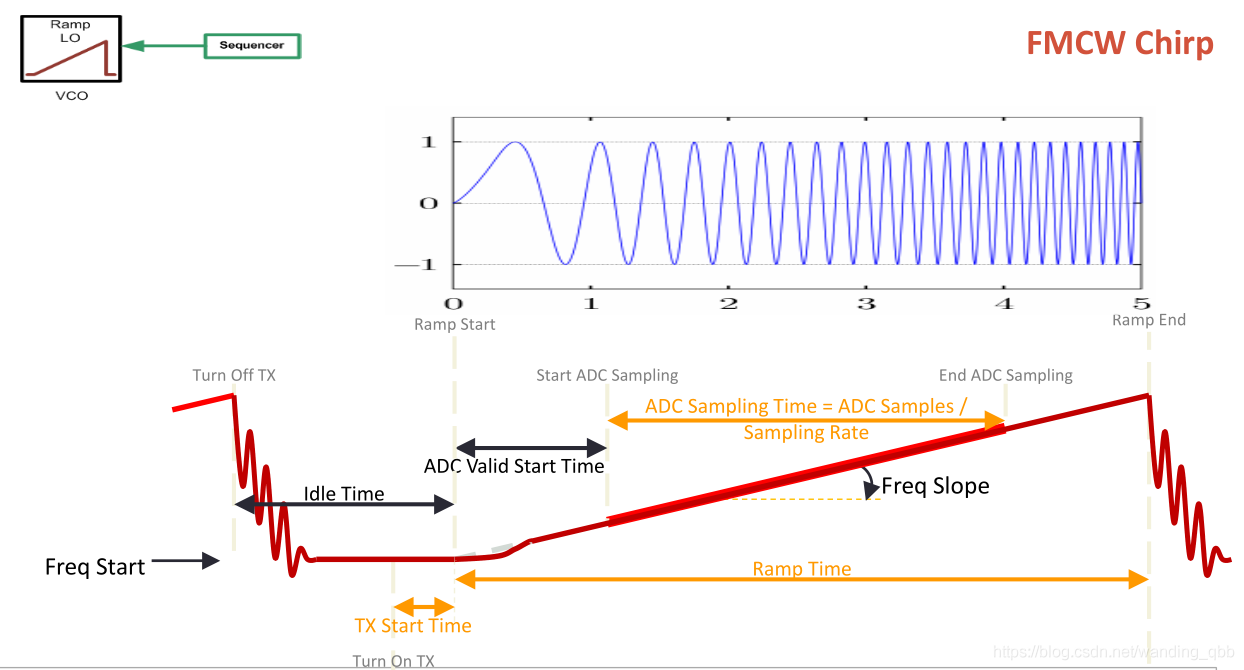 Ramp
LO
Sequencer
VCO
FMCW Chirp
1
0
−1
0 1 2 3 4 5
Ramp Start
Ramp End
Turn Off TX
Start ADC Sampling
End ADC Sampling
ADC Sampling Time = ADC Samples /
Sampling Rate
ADC Valid Start Time
Idle Time
Freq Slope
Freq Start
Ramp Time
TX Start Time
Turn On TX
https://blog.csdn.net/wanding_qbb